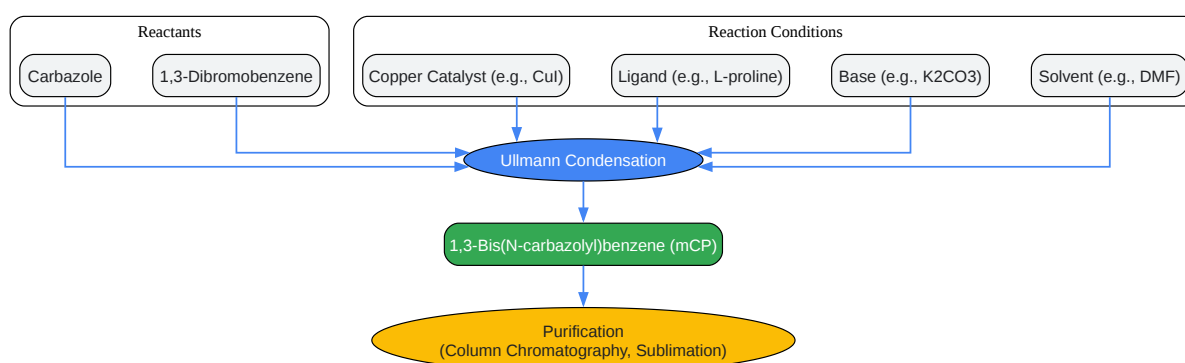 Reactants
Reaction Conditions
Carbazole
1,3-Dibromobenzene
Copper Catalyst (e.g., CuI)
Ligand (e.g., L-proline)
Base (e.g., K2CO3)
Solvent (e.g., DMF)
Ullmann Condensation
1,3-Bis(N-carbazolyl)benzene (mCP)
Purification
(Column Chromatography, Sublimation)